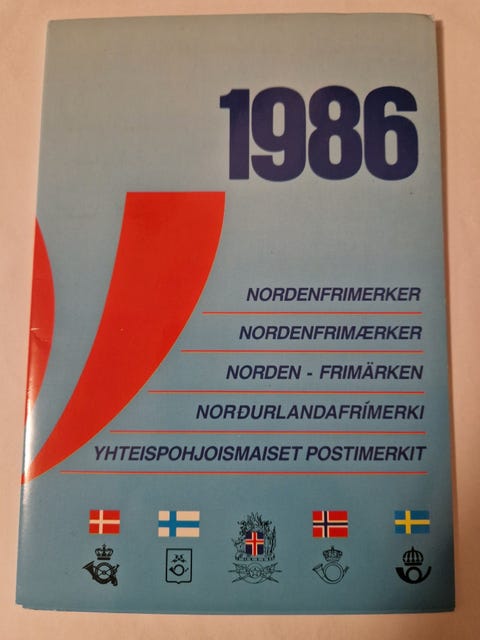 1986
NORDENFRIMERKER
NORDENFRIMÆRKER
NORDEN - FRIMÄRKEN
NORÐURLANDAFRÍMERKI
YHTEISPOHJOISMAISET POSTIMERKIT